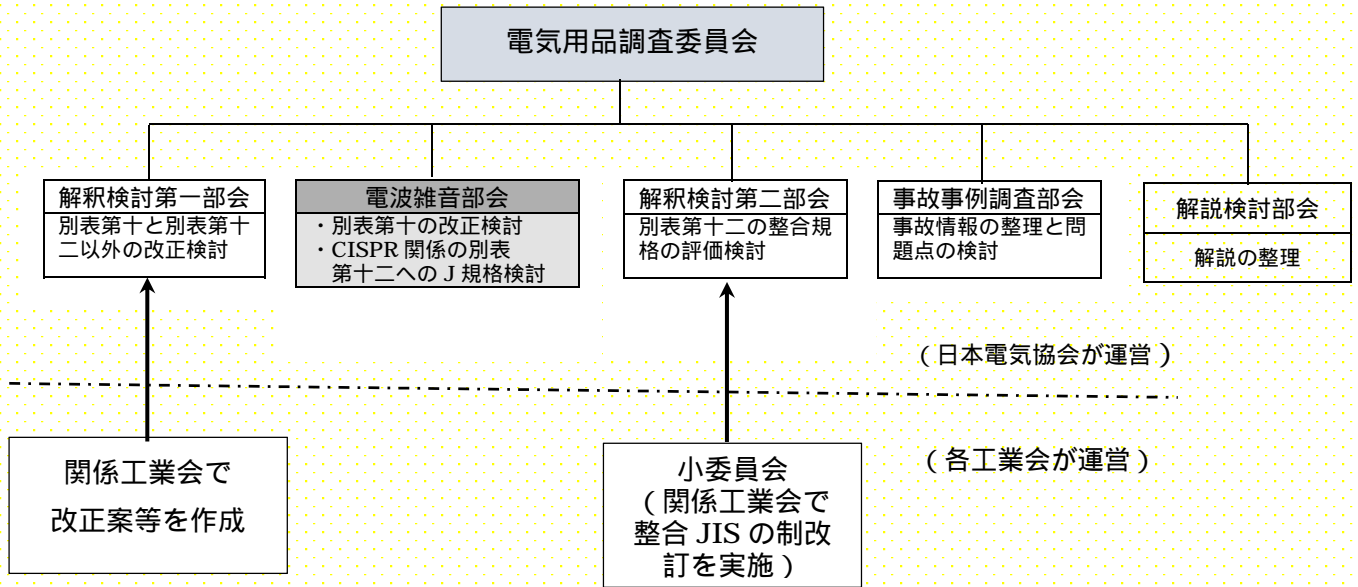 電気用品調査委員会
解釈検討第一部会
別表第十と別表第十
二以外の改正検討
電波雑音部会
・別表第十の改正検討
・CISPR 関係の別表
第十二への J 規格検討
解釈検討第二部会
別表第十二の整合規
格の評価検討
事故事例調査部会
事故情報の整理と問
題点の検討
解説検討部会
解説の整理
（日本電気協会が運営）
関係工業会で
改正案等を作成
小委員会
（関係工業会で
整合 JIS の制改
訂を実施）
（各工業会が運営）